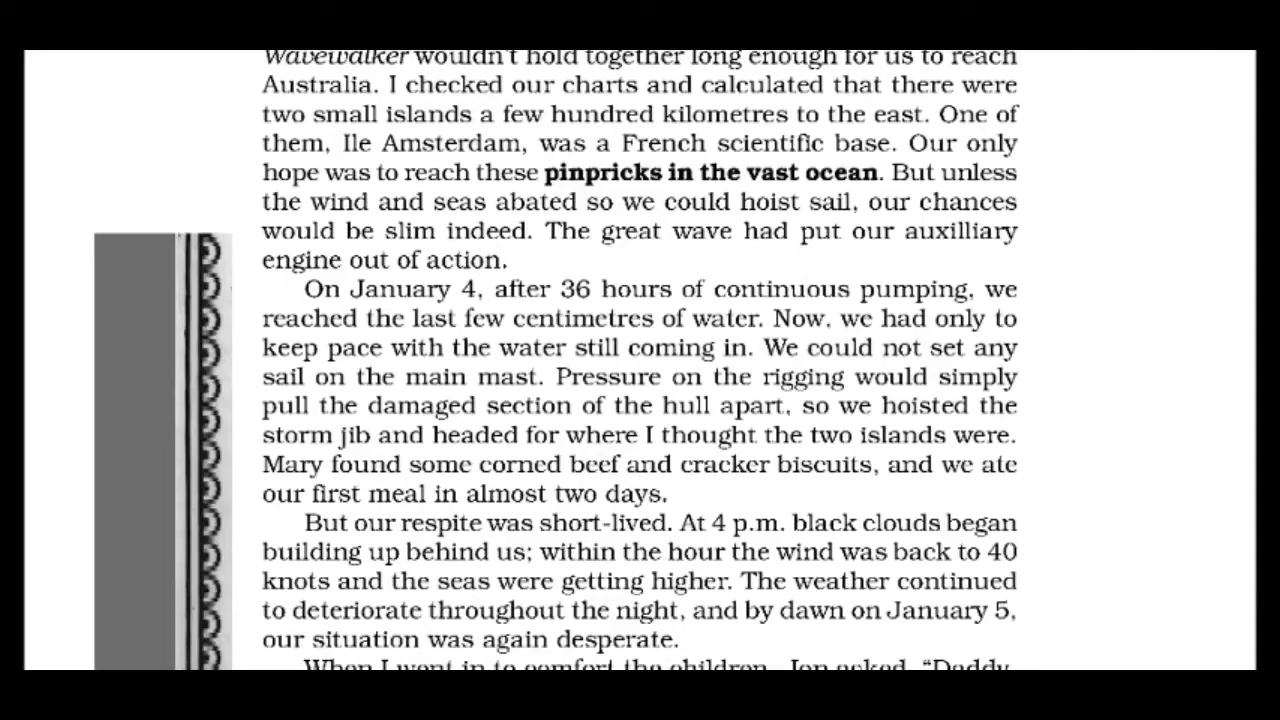 Wavewalker wouldn't hold together long enough for us to reach
Australia. I checked our charts and calculated that there were
two small islands a few hundred kilometres to the east. One of
them, Ile Amsterdam, was a French scientific base. Our only
hope was to reach these pinpricks in the vast ocean. But unless
the wind and seas abated so we could hoist sail, our chances
would be slim indeed. The great wave had put our auxilliary
engine out of action.
On January 4, after 36 hours of continuous pumping, we
reached the last few centimetres of water. Now, we had only to
keep pace with the water still coming in. We could not set any
sail on the main mast. Pressure on the rigging would simply
pull the damaged section of the hull apart, so we hoisted the
storm jib and headed for where I thought the two islands were.
Mary found some corned beef and cracker biscuits, and we ate
our first meal in almost two days.
But our respite was short-lived. At 4 p.m. black clouds began
building up behind us; within the hour the wind was back to 40
knots and the seas were getting higher. The weather continued
to deteriorate throughout the night, and by dawn on January 5,
our situation was again desperate.
When I went in to comfort the children, Jon asked, “Daddy,